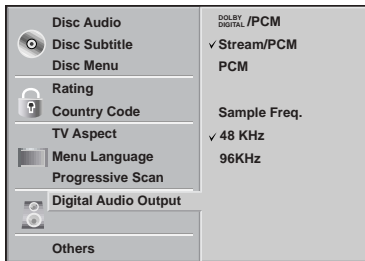 Disc Audio
Disc Subtitle
Disc Menu
Rating
Country Code
TV Aspect
Menu Language
Progressive Scan
Digital Audio Output
Others
DOLBY DIGITAL /PCM
Stream/PCM
PCM
Sample Freq.
48 KHz
96KHz